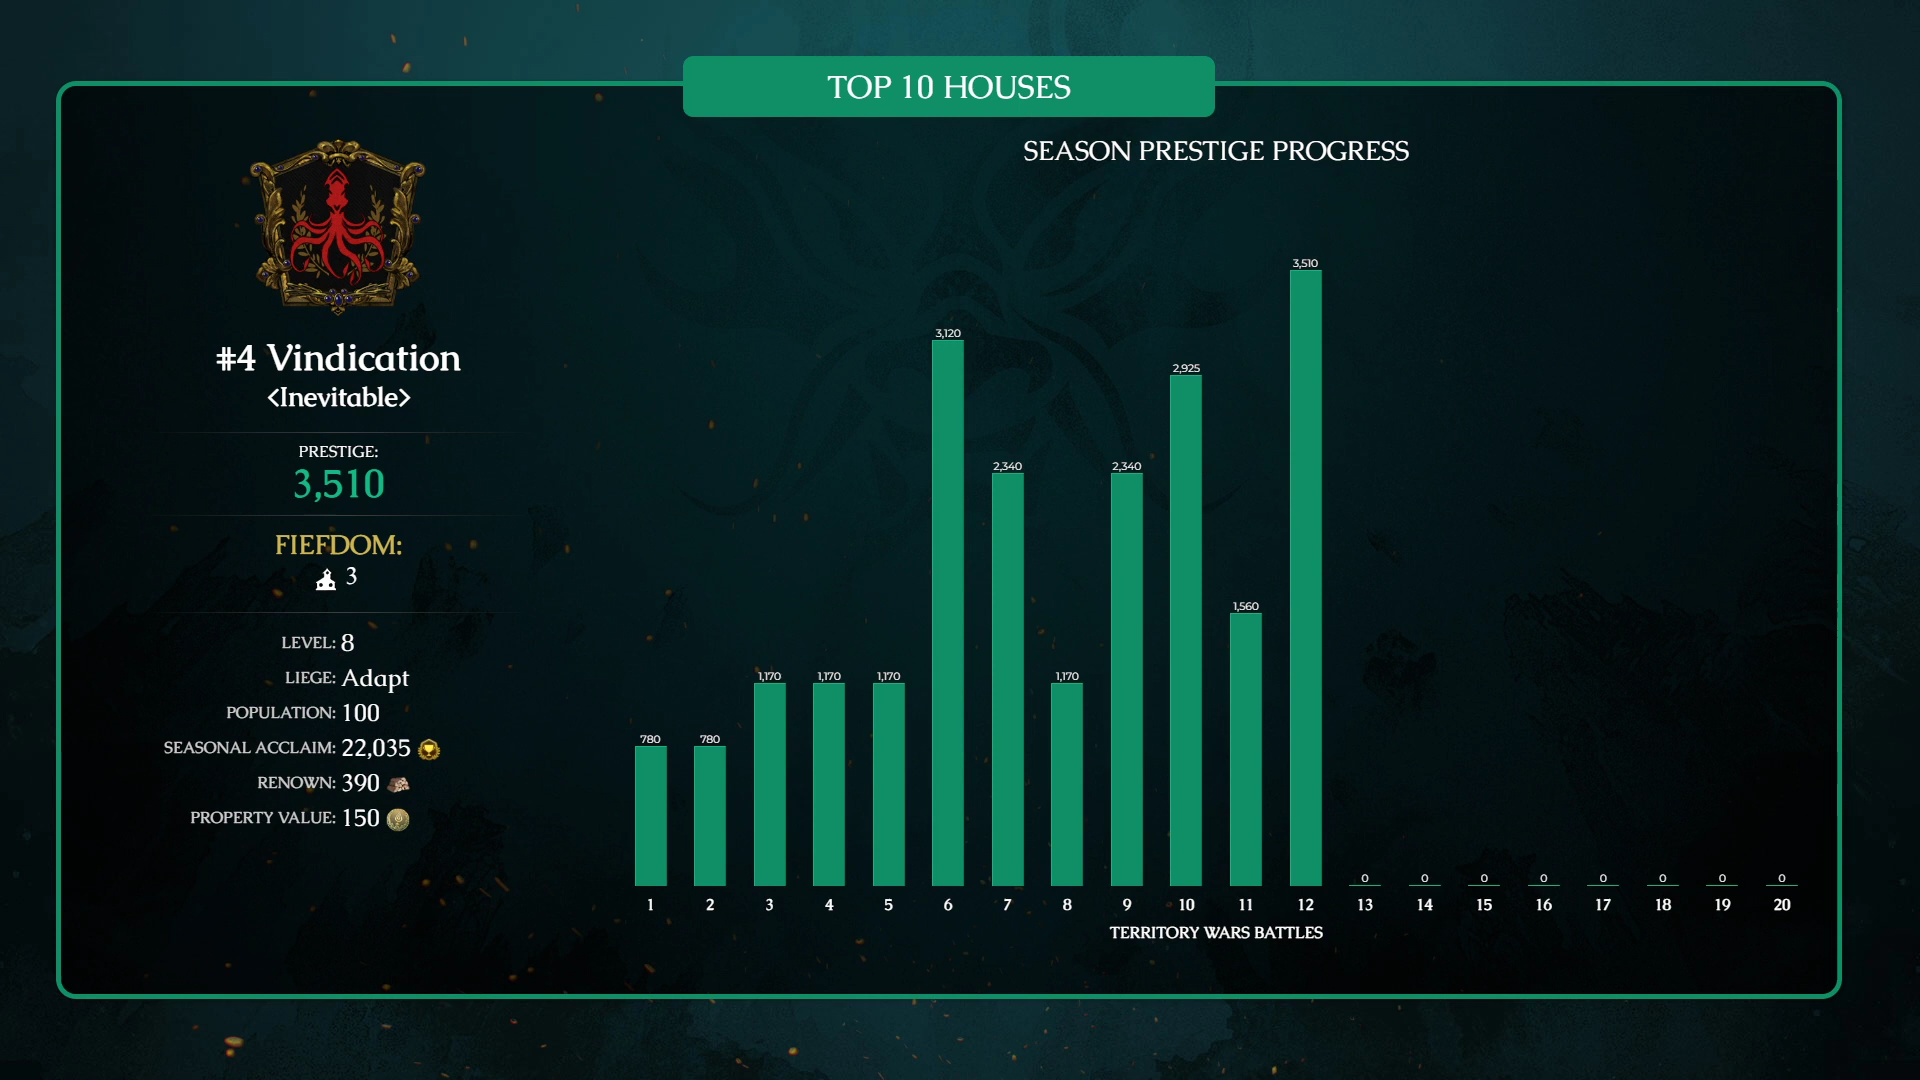 TOP 10 HOUSES
SEASON PRESTIGE PROGRESS
#4 Vindication
<Inevitable>
PRESTIGE:
3,510
FIEFDOM:
3
LEVEL: 8
LIEGE: Adapt
POPULATION: 100
SEASONAL ACCLAIM: 22,035
RENOWN: 390
PROPERTY VALUE: 150
780 780 1,170 1,170 1,170 3,120 2,340 1,170 2,340 2,925 1,560 3,510 0 0 0 0 0 0 0 0
1 2 3 4 5 6 7 8 9 10 11 12 13 14 15 16 17 18 19 20
TERRITORY WARS BATTLES